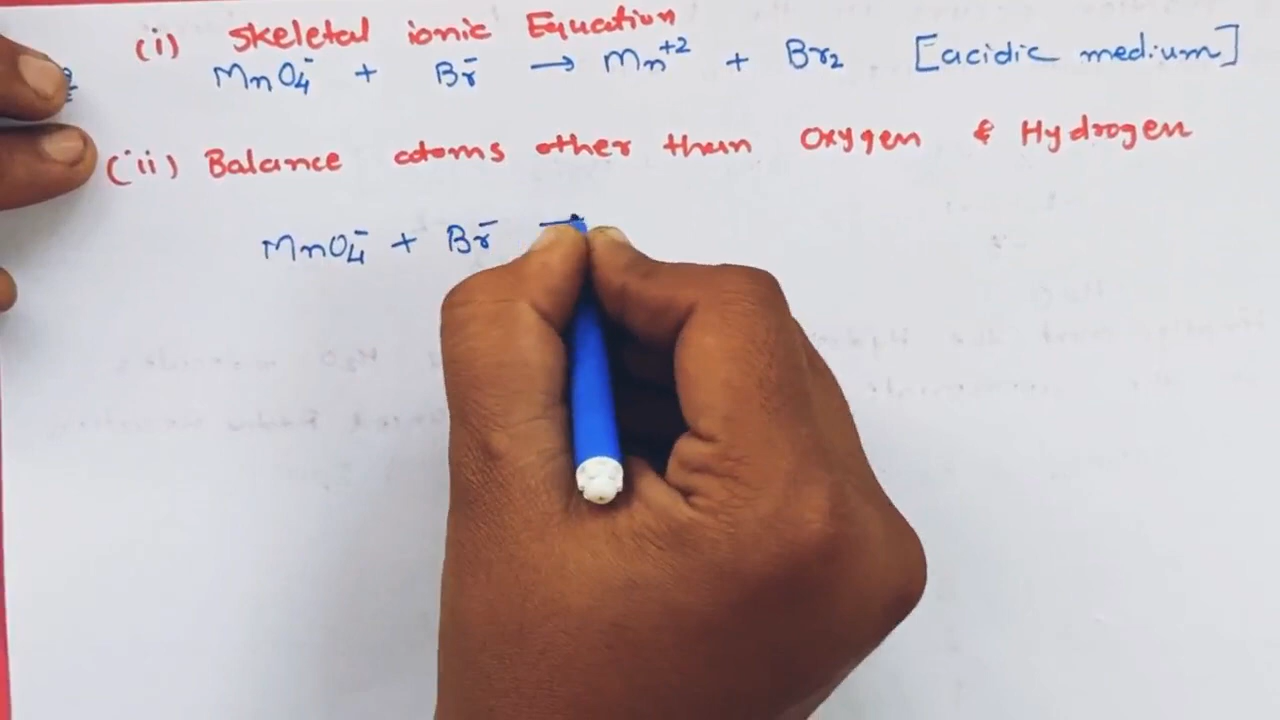 (i) Skeletal ionic Equation
MnO₄⁻ + Br⁻ → Mn⁺² + Br₂ [acidic medium]
(ii) Balance atoms other than Oxygen & Hydrogen
MnO₄⁻ + Br⁻ →